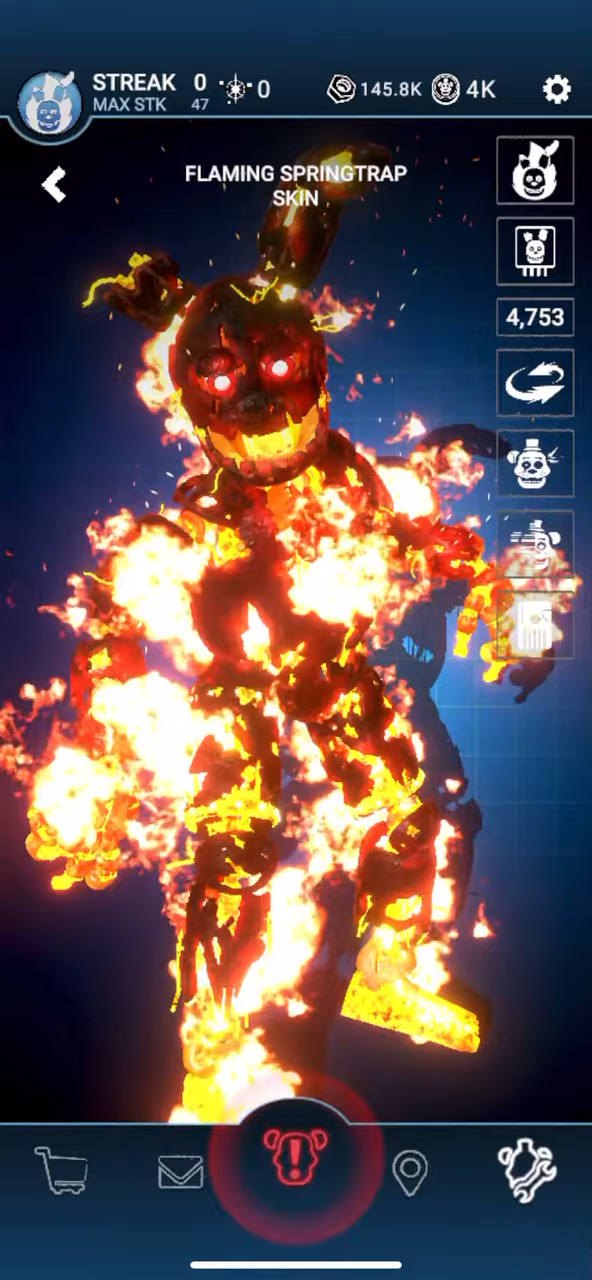 STREAK 0 0 145.8K 4K
MAX STK 47
FLAMING SPRINGTRAP
SKIN
4,753